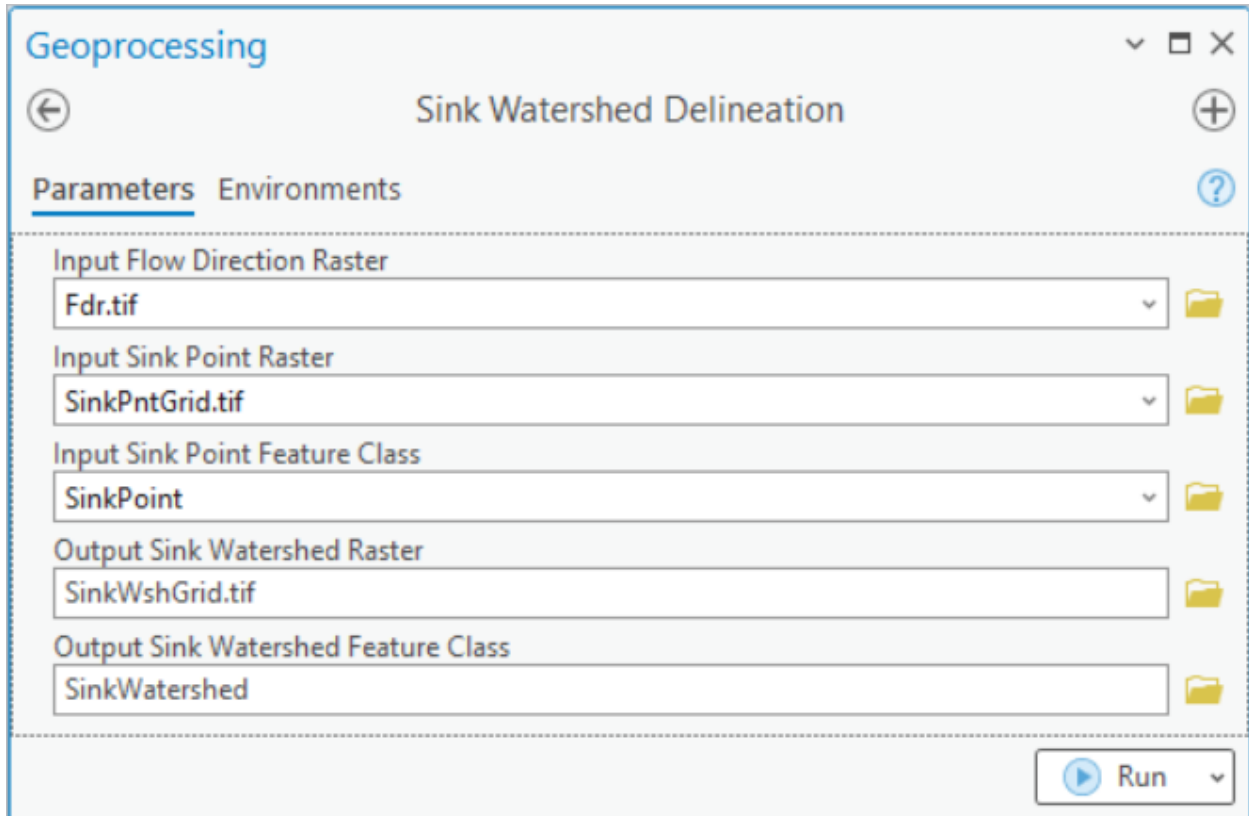 Geoprocessing
Sink Watershed Delineation
Parameters Environments
Input Flow Direction Raster
Fdr.tif
Input Sink Point Raster
SinkPntGrid.tif
Input Sink Point Feature Class
SinkPoint
Output Sink Watershed Raster
SinkWshGrid.tif
Output Sink Watershed Feature Class
SinkWatershed
Run